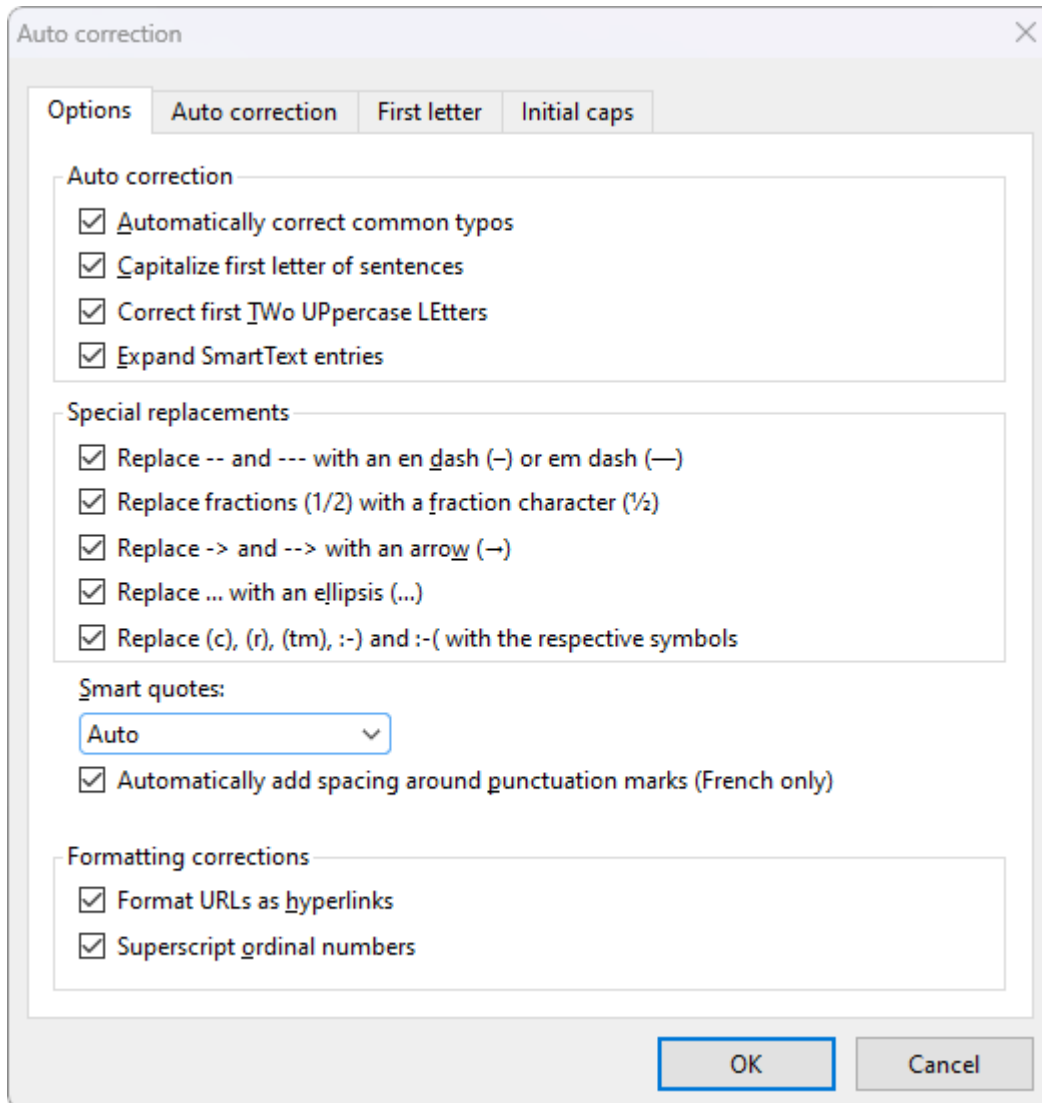 Auto correction
Options Auto correction First letter Initial caps
Auto correction
Automatically correct common typos
Capitalize first letter of sentences
Correct first TWo UPpercase LEtters
Expand SmartText entries
Special replacements
Replace -- and --- with an en dash (–) or em dash (—)
Replace fractions (1/2) with a fraction character (½)
Replace -> and --> with an arrow (→)
Replace ... with an ellipsis (…)
Replace (c), (r), (tm), :-) and :-( with the respective symbols
Smart quotes:
Auto
Automatically add spacing around punctuation marks (French only)
Formatting corrections
Format URLs as hyperlinks
Superscript ordinal numbers
OK Cancel